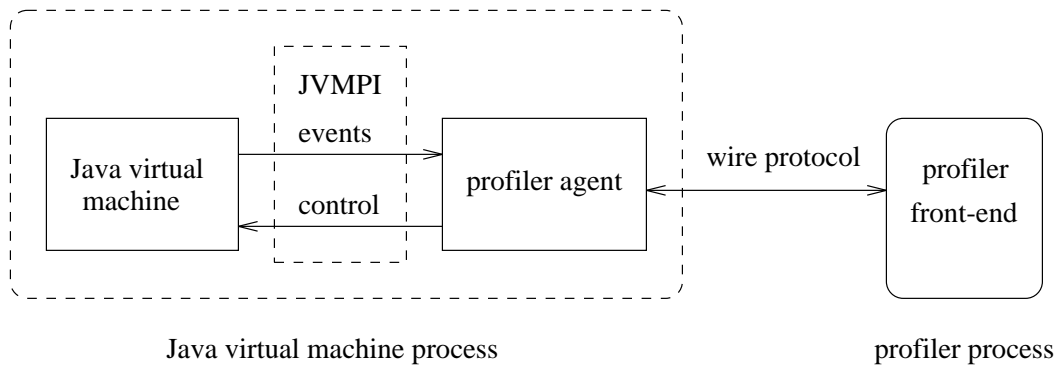 JVMPI
events
control
Java virtual
machine
profiler agent
wire protocol
profiler
front-end
Java virtual machine process
profiler process